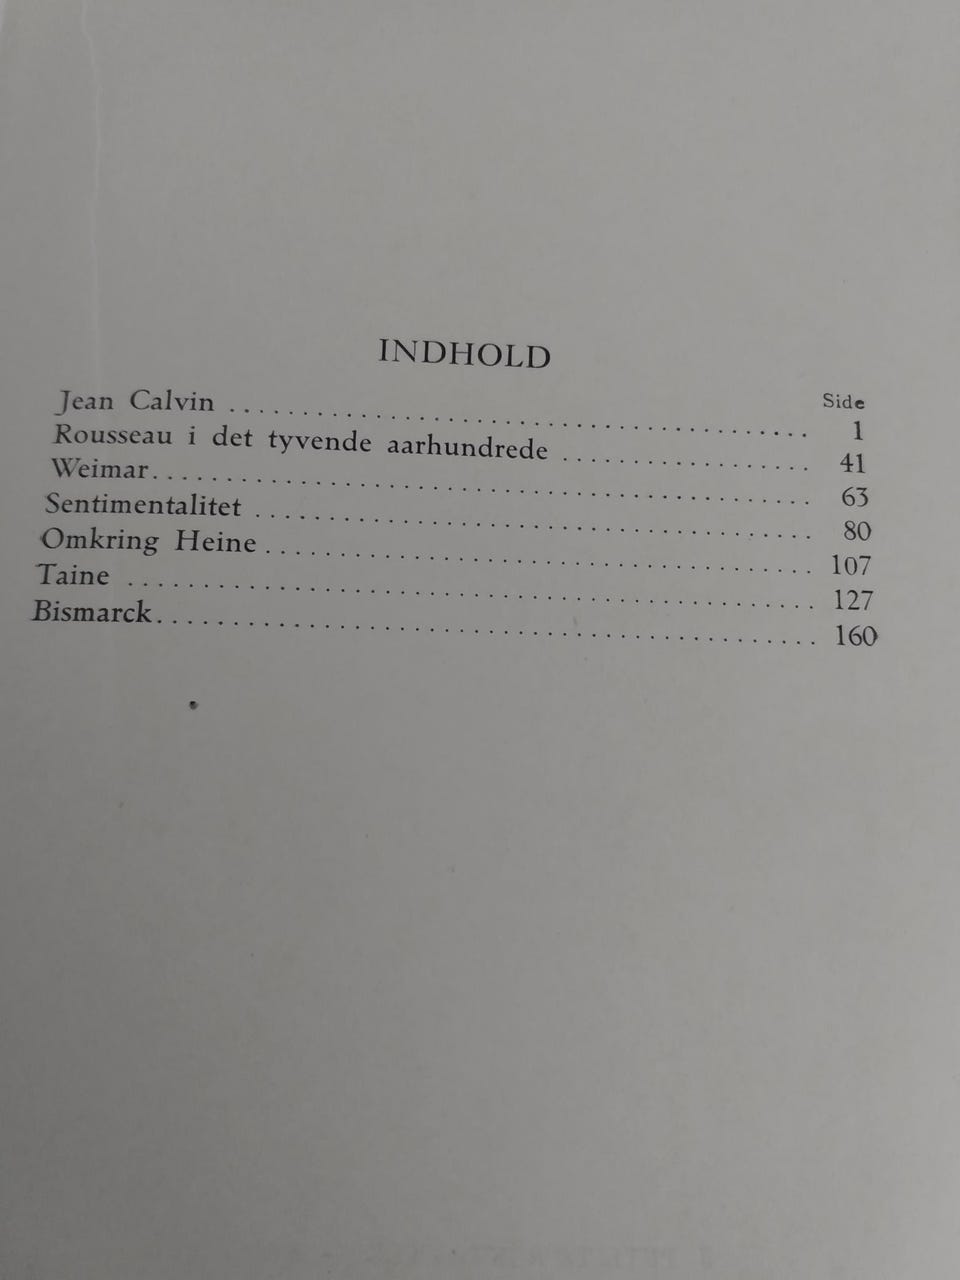 INDHOLD
Side
Jean Calvin ........................................ 1
Rousseau i det tyvende aarhundrede ................. 41
Weimar.............................................. 63
Sentimentalitet .................................... 80
Omkring Heine ...................................... 107
Taine .............................................. 127
Bismarck............................................ 160